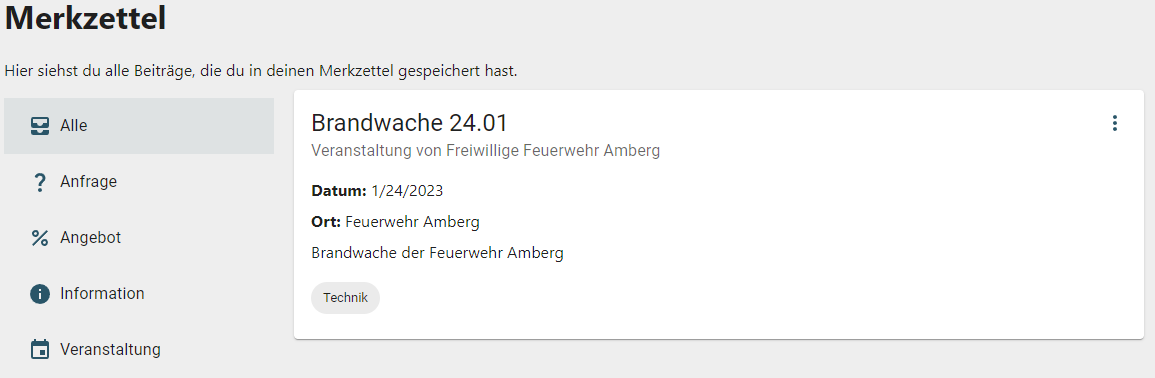 Merkzettel
Hier siehst du alle Beiträge, die du in deinen Merkzettel gespeichert hast.
Alle
Anfrage
Angebot
Information
Veranstaltung
Brandwache 24.01
Veranstaltung von Freiwillige Feuerwehr Amberg
Datum: 1/24/2023
Ort: Feuerwehr Amberg
Brandwache der Feuerwehr Amberg
Technik